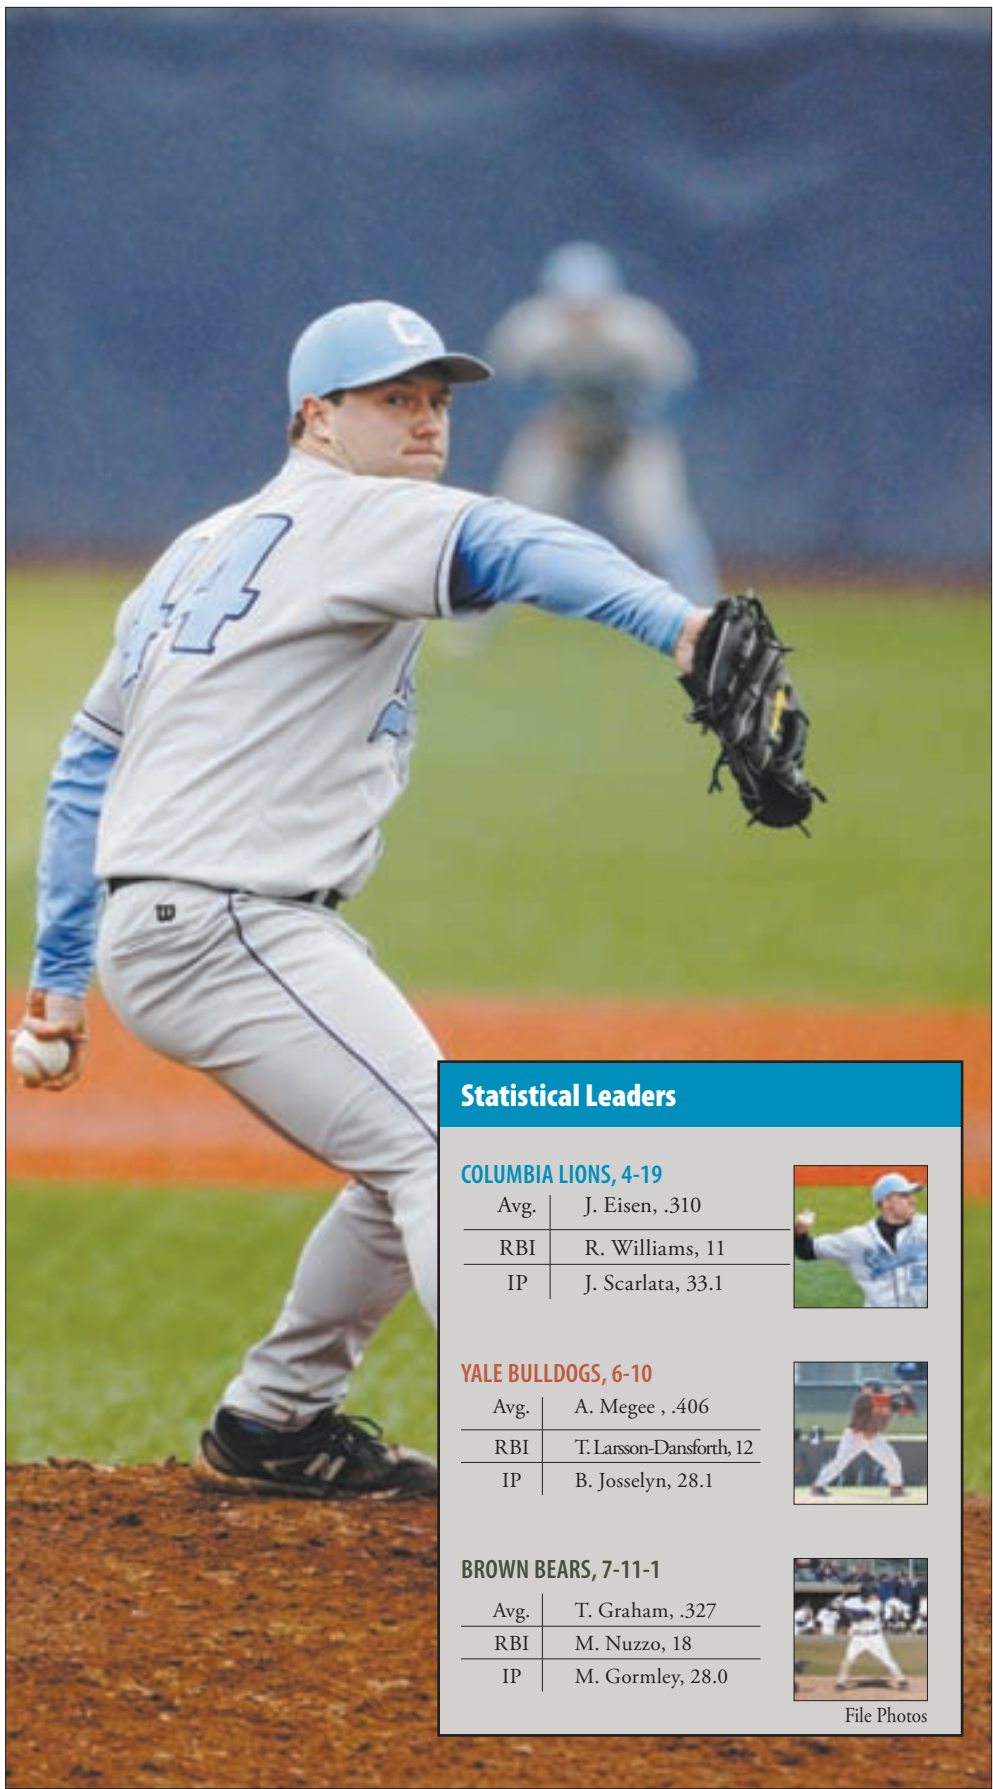 C
44
Statistical Leaders
COLUMBIA LIONS, 4-19
Avg. J. Eisen, .310
RBI R. Williams, 11
IP J. Scarlata, 33.1
YALE BULLDOGS, 6-10
Avg. A. Megee , .406
RBI T. Larsson-Dansforth, 12
IP B. Josselyn, 28.1
BROWN BEARS, 7-11-1
Avg. T. Graham, .327
RBI M. Nuzzo, 18
IP M. Gormley, 28.0
File Photos